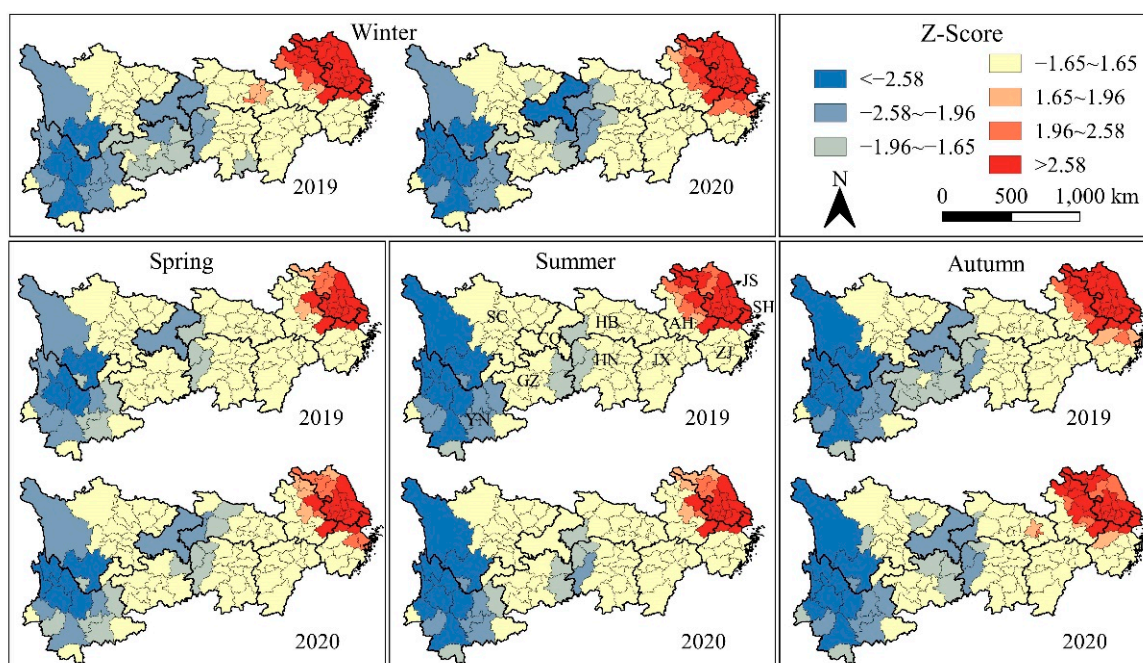 Winter
2019
2020
Z-Score
<−2.58
−2.58~−1.96
−1.96~−1.65
−1.65~1.65
1.65~1.96
1.96~2.58
>2.58
N
0 500 1,000 km
Spring
2019
2020
Summer
JS
SH
SC
CQ
HB
AH
GZ
HN
JX
ZJ
YN
2019
2020
Autumn
2019
2020